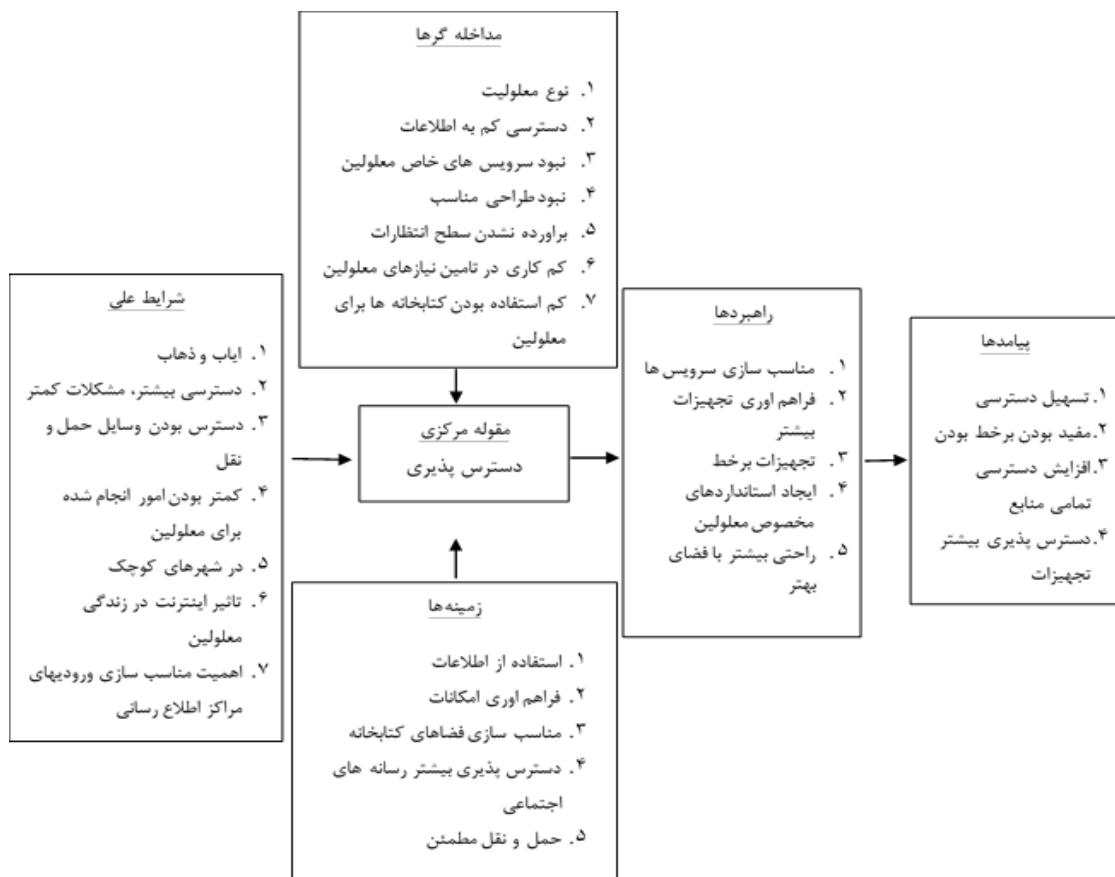 مداخله گرها
۱. نوع معلولیت
۲. دسترسی کم به اطلاعات
۳. نبود سرویس های خاص معلولین
۴. نبود طراحی مناسب
۵. براورده نشدن سطح انتظارات
۶. کم کاری در تامین نیازهای معلولین
۷. کم استفاده بودن کتابخانه ها برای
معلولین
شرایط علی
۱. ایاب و ذهاب
۲. دسترسی بیشتر، مشکلات کمتر
۳. دسترس بودن وسایل حمل و
نقل
۴. کمتر بودن امور انجام شده
برای معلولین
۵. در شهرهای کوچک
۶. تاثیر اینترنت در زندگی
معلولین
۷. اهمیت مناسب سازی ورودیهای
مراکز اطلاع رسانی
مقوله مرکزی
دسترس پذیری
زمینه‌ها
۱. استفاده از اطلاعات
۲. فراهم اوری امکانات
۳. مناسب سازی فضاهای کتابخانه
۴. دسترس پذیری بیشتر رسانه های
اجتماعی
۵. حمل و نقل مطمئن
راهبردها
۱. مناسب سازی سرویس ها
۲. فراهم اوری تجهیزات
بیشتر
۳. تجهیزات برخط
۴. ایجاد استانداردهای
مخصوص معلولین
۵. راحتی بیشتر با فضای
بهتر
پیامدها
۱. تسهیل دسترسی
۲. مفید بودن برخط بودن
۳. افزایش دسترسی
تمامی منابع
۴. دسترس پذیری بیشتر
تجهیزات